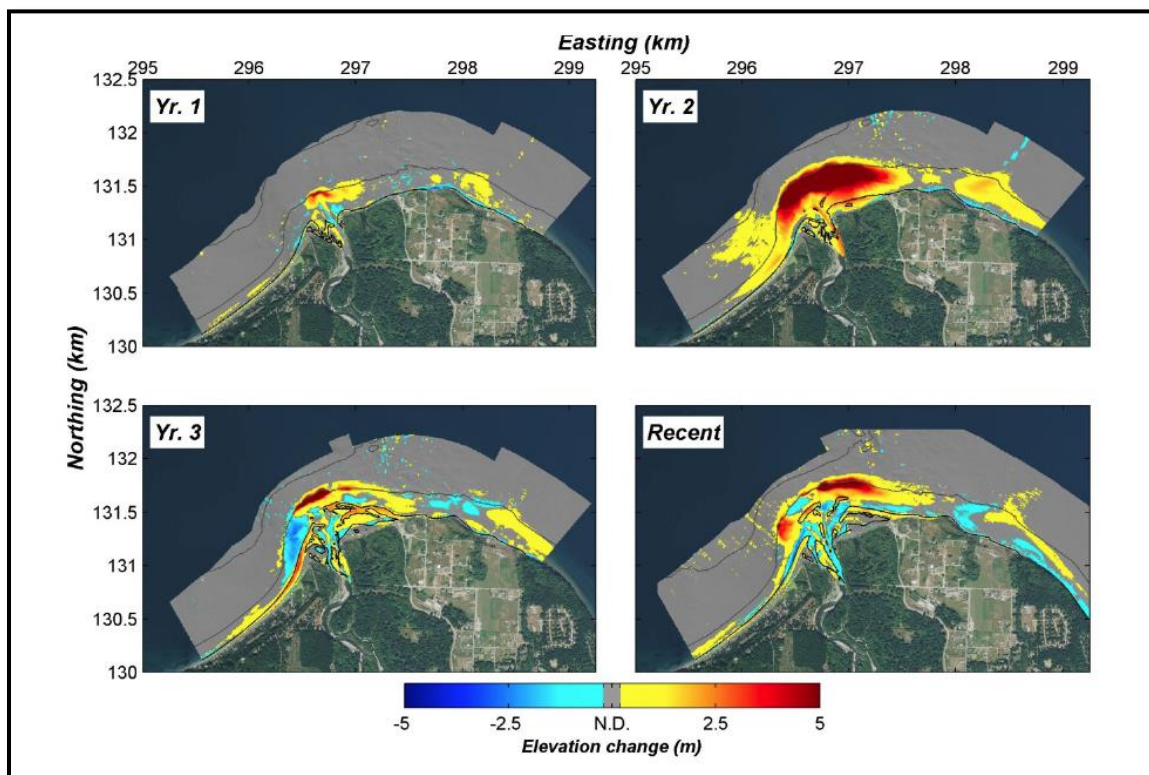 Easting (km)
295 296 297 298 299 295 296 297 298 299
132.5
132
131.5
131
130.5
130
Yr. 1
Yr. 2
Northing (km)
132.5
132
131.5
131
130.5
130
Yr. 3
Recent
-5 -2.5 N.D. 2.5 5
Elevation change (m)